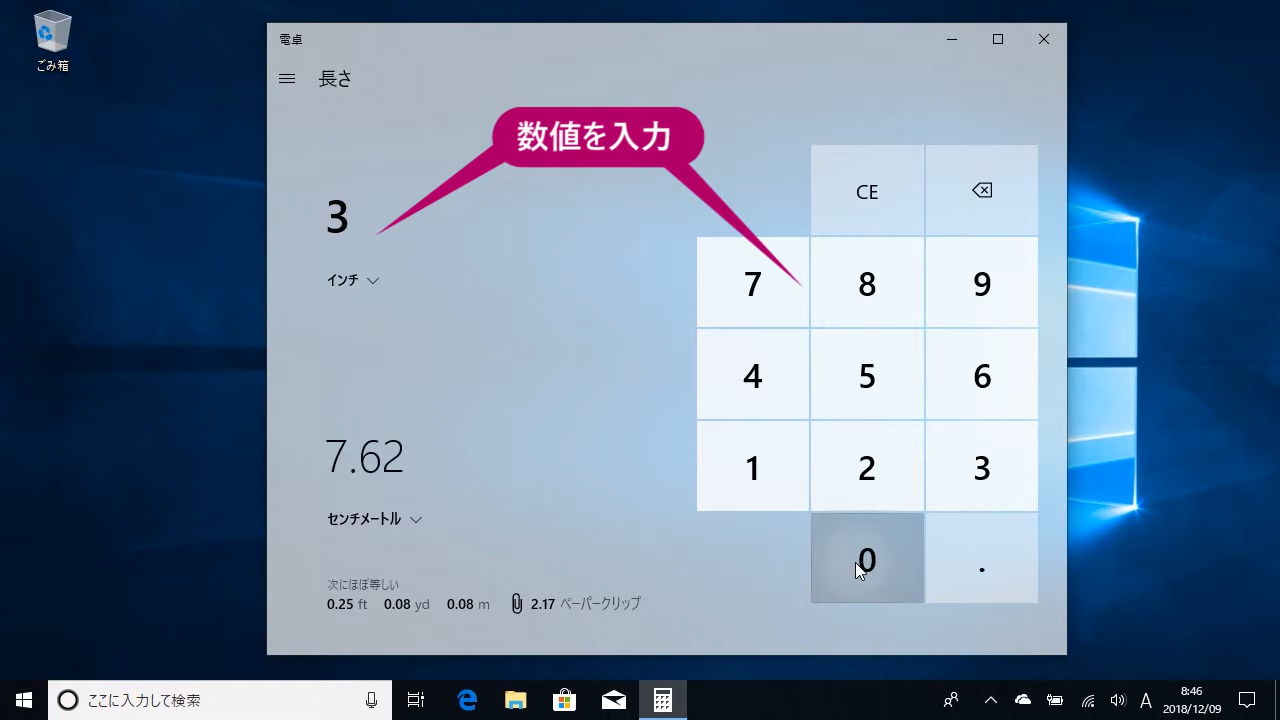 ごみ箱
電卓
長さ
数値を入力
3
インチ
7.62
センチメートル
次にほぼ等しい
0.25 ft 0.08 yd 0.08 m 2.17 ペーパークリップ
CE
7 8 9
4 5 6
1 2 3
0 .
ここに入力して検索
A
8:46
2018/12/09